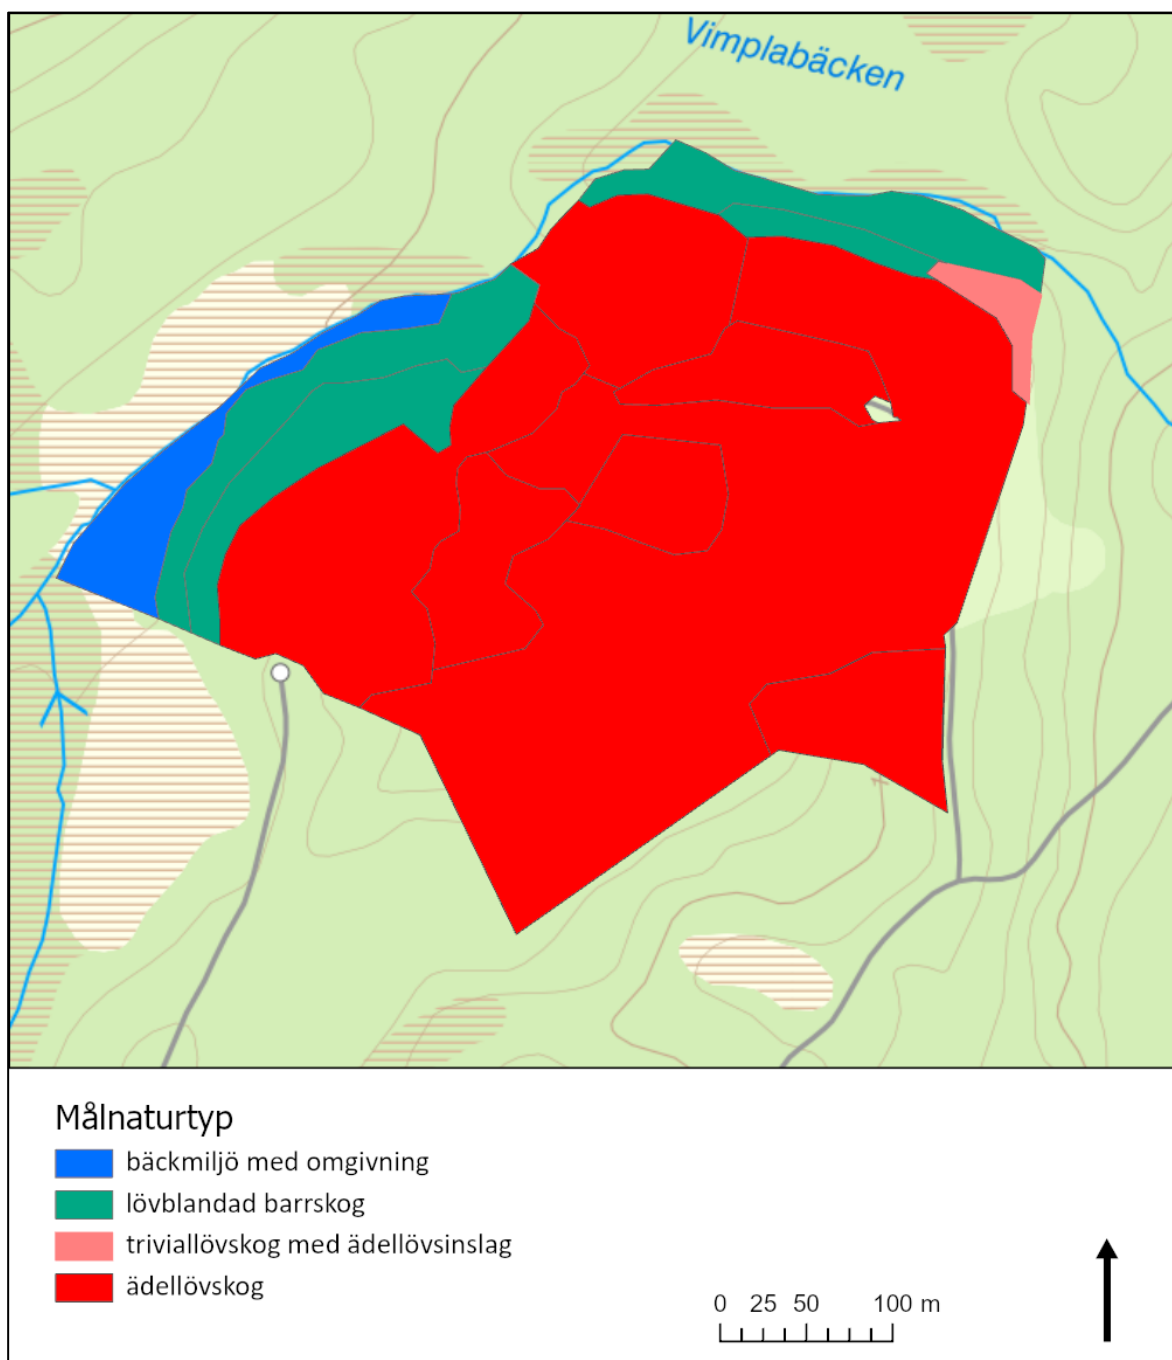 Vimplabäcken
Målnaturtyp
bäckmiljö med omgivning
lövblandad barrskog
triviallövskog med ädellövsinslag
ädellövskog
0 25 50 100 m